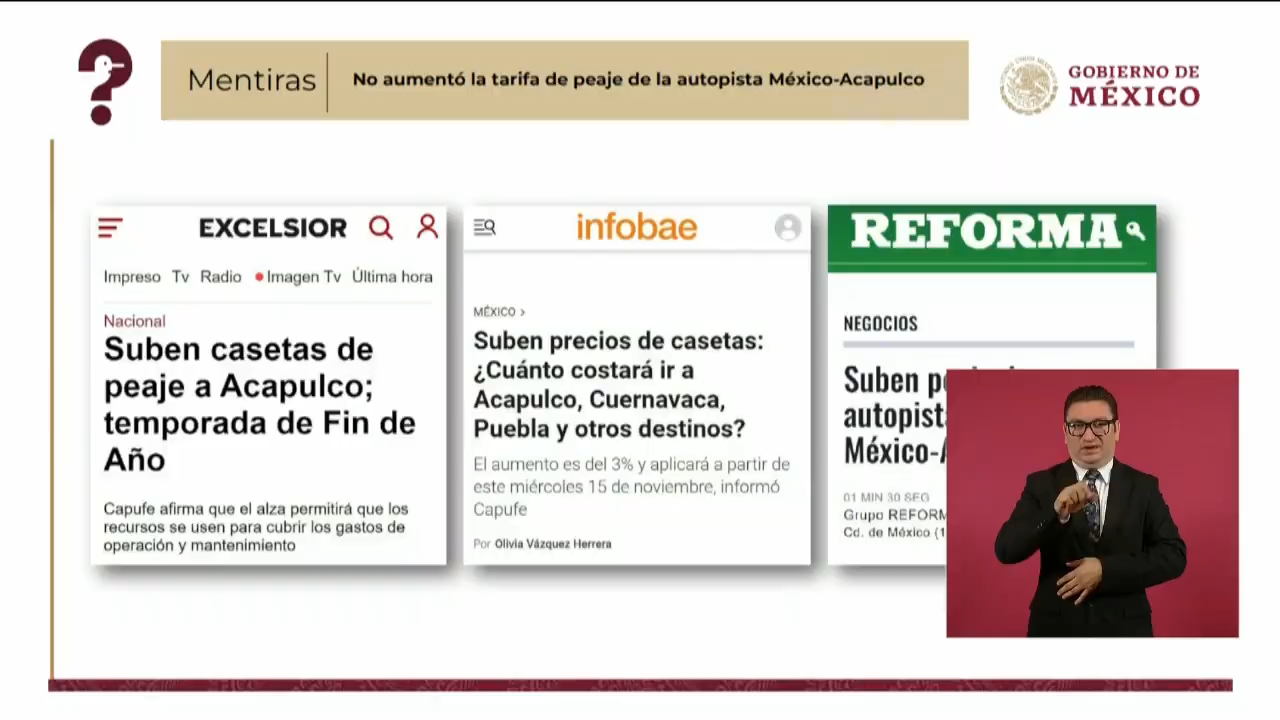 Mentiras
No aumentó la tarifa de peaje de la autopista México-Acapulco
GOBIERNO DE
MÉXICO
EXCELSIOR
Impreso Tv Radio Imagen Tv Última hora
Nacional
Suben casetas de
peaje a Acapulco;
temporada de Fin de
Año
Capufe afirma que el alza permitirá que los
recursos se usen para cubrir los gastos de
operación y mantenimiento
infobae
MÉXICO >
Suben precios de casetas:
¿Cuánto costará ir a
Acapulco, Cuernavaca,
Puebla y otros destinos?
El aumento es del 3% y aplicará a partir de
este miércoles 15 de noviembre, informó
Capufe
Por Olivia Vázquez Herrera
REFORMA
NEGOCIOS
Suben
autopist
México-
01 MIN 30 SEG
Grupo REFORM
Cd. de México (1